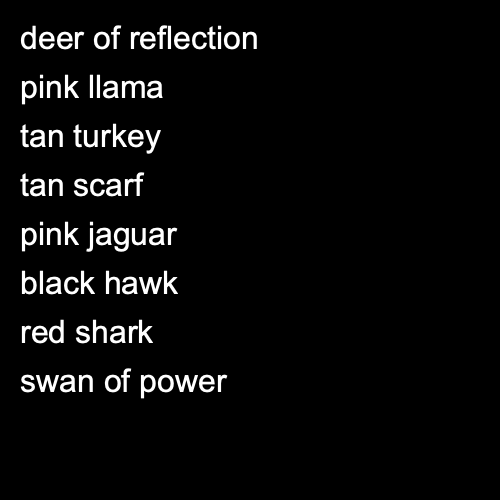 deer of reflection
pink llama
tan turkey
tan scarf
pink jaguar
black hawk
red shark
swan of power